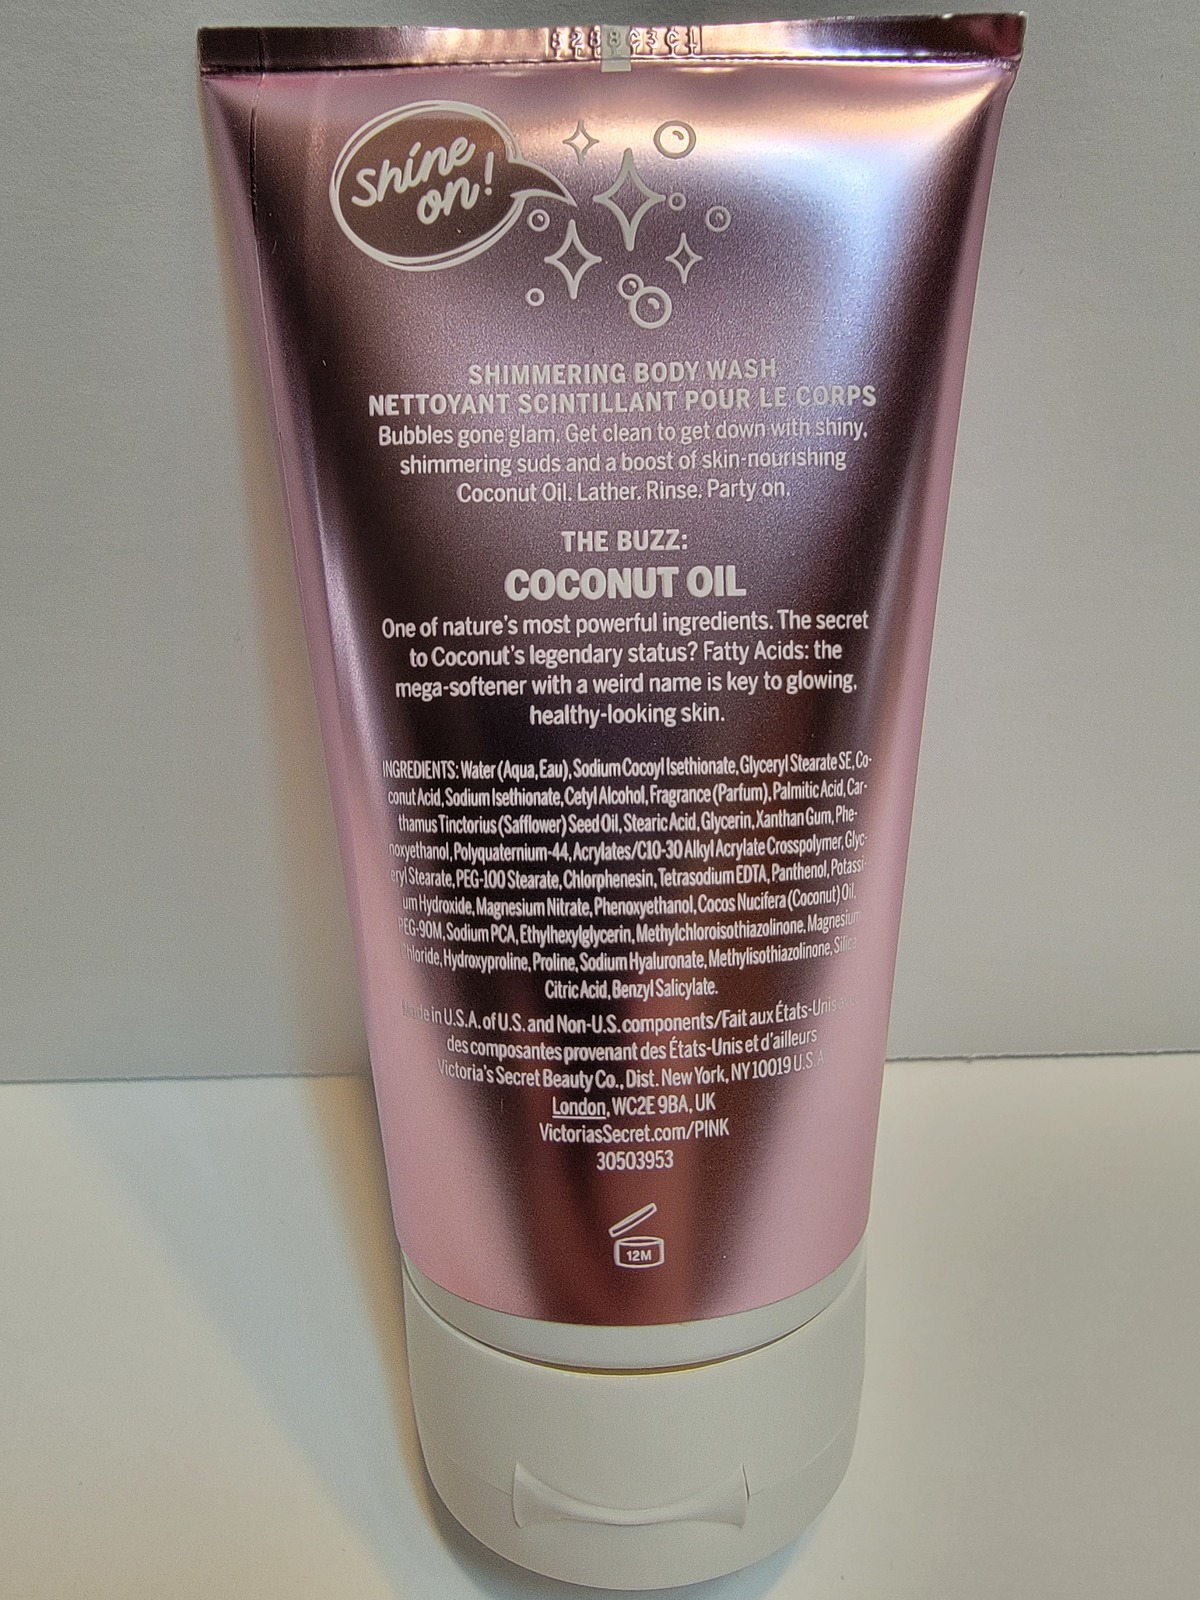 Shine
on!
SHIMMERING BODY WASH
NETTOYANT SCINTILLANT POUR LE CORPS
Bubbles gone glam. Get clean to get down with shiny,
shimmering suds and a boost of skin-nourishing
Coconut Oil. Lather. Rinse. Party on.
THE BUZZ:
COCONUT OIL
One of nature's most powerful ingredients. The secret
to Coconut's legendary status? Fatty Acids: the
mega-softener with a weird name is key to glowing,
healthy-looking skin.
INGREDIENTS: Water (Aqua, Eau), Sodium Cocoyl Isethionate, Glyceryl Stearate SE, Co-
conut Acid, Sodium Isethionate, Cetyl Alcohol, Fragrance (Parfum), Palmitic Acid, Car-
thamus Tinctorius (Safflower) Seed Oil, Stearic Acid, Glycerin, Xanthan Gum, Phe-
noxyethanol, Polyquaternium-44, Acrylates/C10-30 Alkyl Acrylate Crosspolymer, Glyc-
eryl Stearate, PEG-100 Stearate, Chlorphenesin, Tetrasodium EDTA, Panthenol, Potassi-
um Hydroxide, Magnesium Nitrate, Phenoxyethanol, Cocos Nucifera (Coconut) Oil,
PEG-90M, Sodium PCA, Ethylhexylglycerin, Methylchloroisothiazolinone, Magnesium
Chloride, Hydroxyproline, Proline, Sodium Hyaluronate, Methylisothiazolinone, Silica,
Citric Acid, Benzyl Salicylate.
Made in U.S.A. of U.S. and Non-U.S. components/Fait aux États-Unis
des composantes provenant des États-Unis et d'ailleurs
Victoria's Secret Beauty Co., Dist. New York, NY 10019 U.S.A.
London, WC2E 9BA, UK
VictoriasSecret.com/PINK
30503953
12M